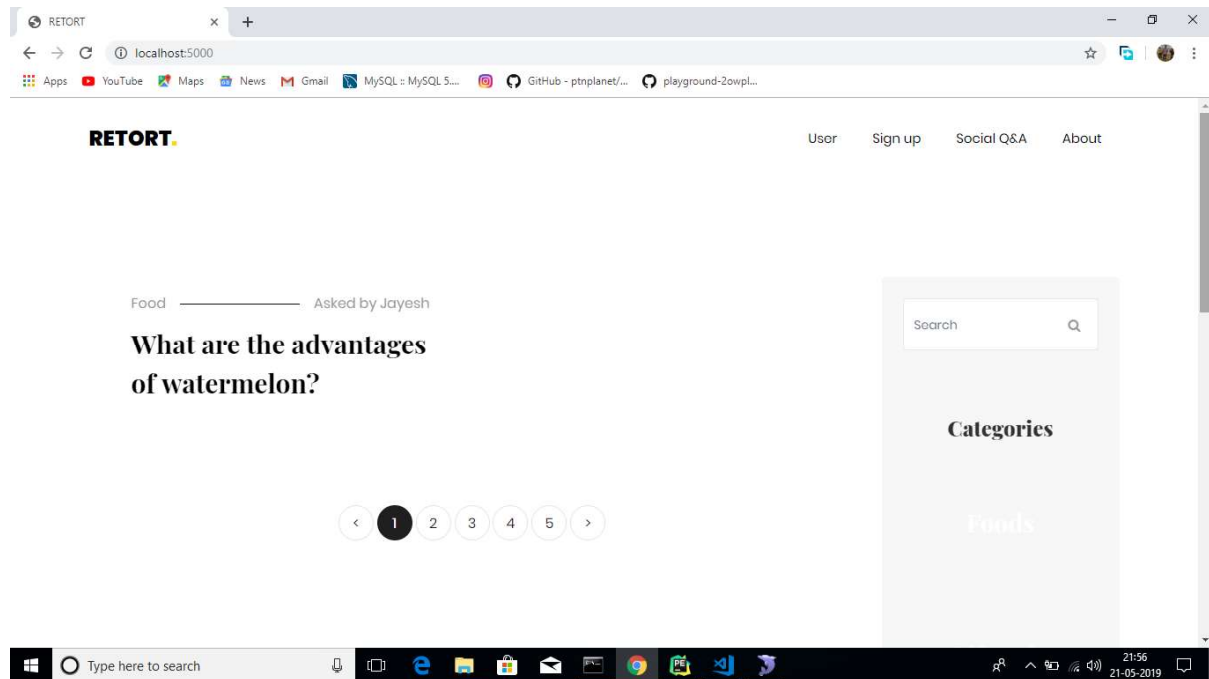 RETORT
localhost:5000
Apps YouTube Maps News Gmail MySQL :: MySQL 5.... GitHub - ptnplanet/... playground-2owpl...
RETORT.
User Sign up Social Q&A About
Food Asked by Jayesh
What are the advantages
of watermelon?
Search
Categories
Foods
< 1 2 3 4 5 >
Type here to search
21:56
21-05-2019